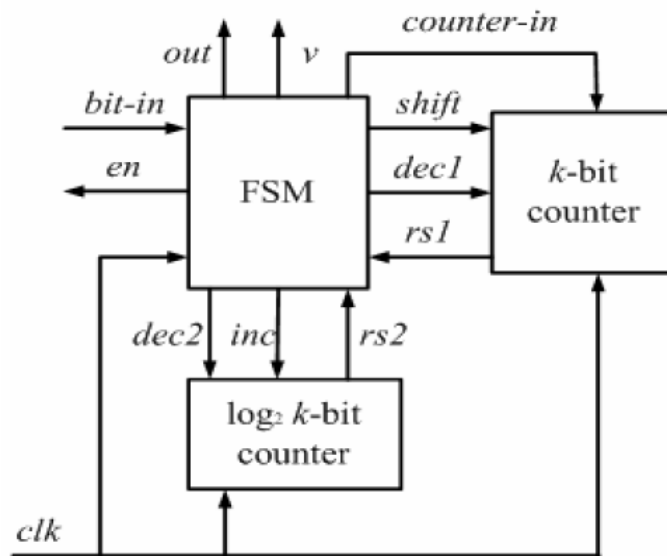 counter-in
out
v
bit-in
shift
en
FSM
dec1
k-bit
counter
rs1
dec2
inc
rs2
log₂ k-bit
counter
clk